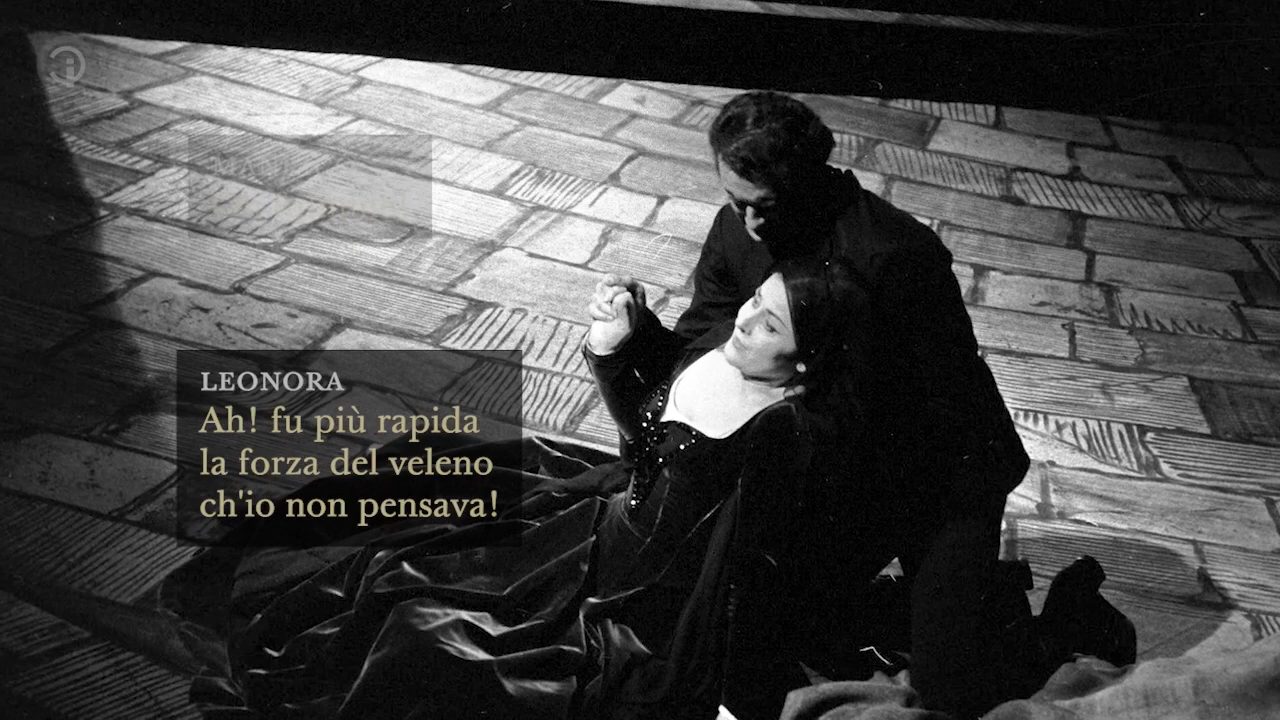 LEONORA
Ah! fu più rapida
la forza del veleno
ch'io non pensava!